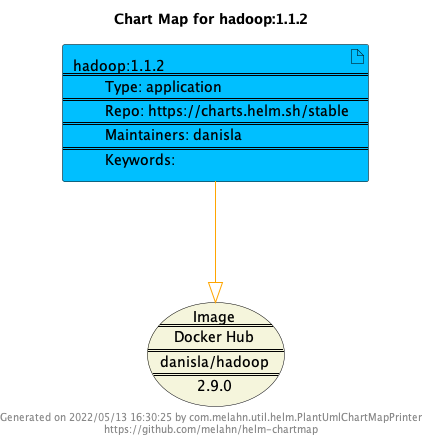 Chart Map for hadoop:1.1.2
hadoop:1.1.2
Type: application
Repo: https://charts.helm.sh/stable
Maintainers: danisla
Keywords:
Image
Docker Hub
danisla/hadoop
2.9.0
Generated on 2022/05/13 16:30:25 by com.melahn.util.helm.PlantUmlChartMapPrinter
https://github.com/melahn/helm-chartmap